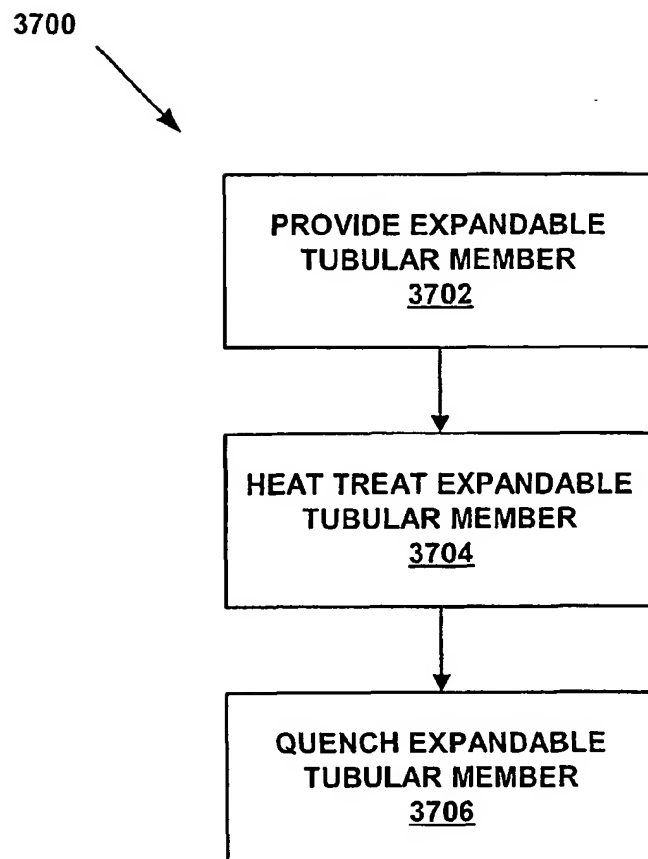 3700
PROVIDE EXPANDABLE
TUBULAR MEMBER
3702
HEAT TREAT EXPANDABLE
TUBULAR MEMBER
3704
QUENCH EXPANDABLE
TUBULAR MEMBER
3706